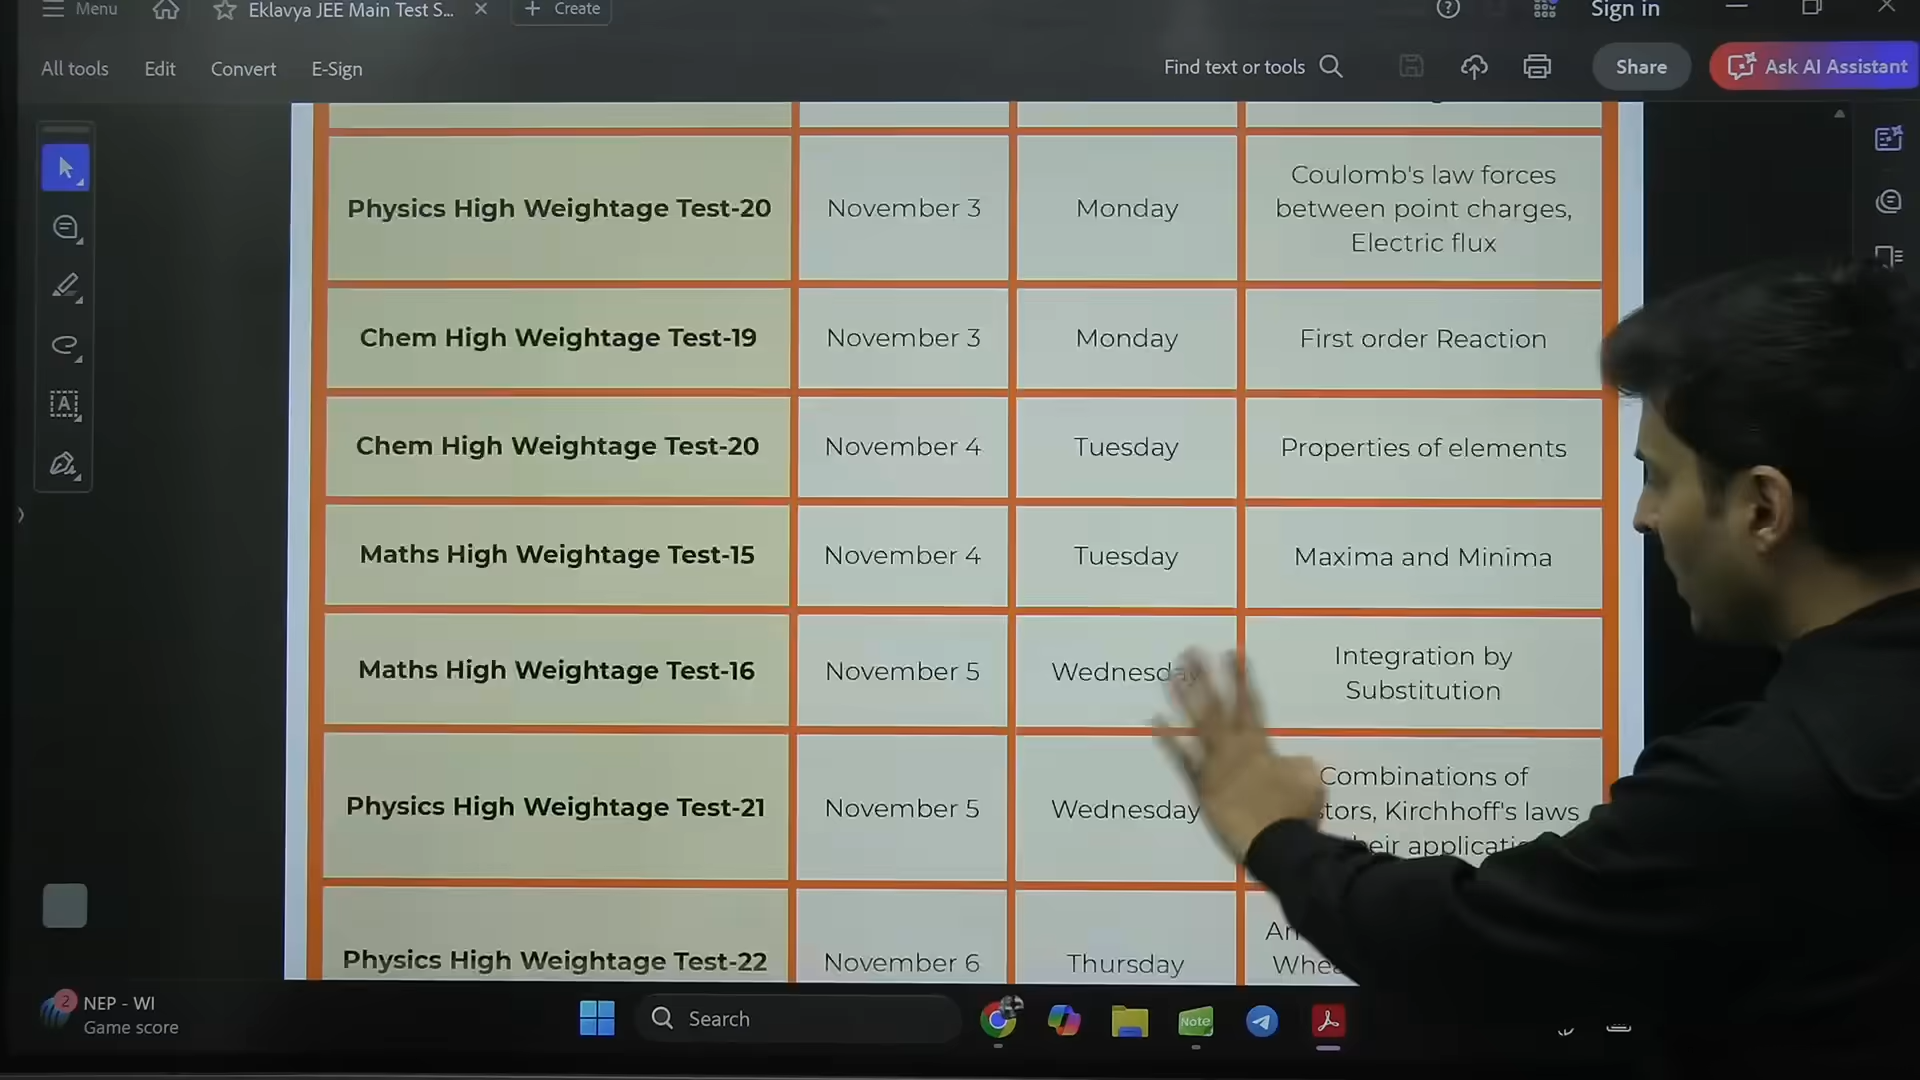 Menu
Eklavya JEE Main Test S...
Create
Sign in
All tools
Edit
Convert
E-Sign
Find text or tools
Share
Ask AI Assistant
Physics High Weightage Test-20 November 3 Monday Coulomb's law forces
between point charges,
Electric flux
Chem High Weightage Test-19 November 3 Monday First order Reaction
Chem High Weightage Test-20 November 4 Tuesday Properties of elements
Maths High Weightage Test-15 November 4 Tuesday Maxima and Minima
Maths High Weightage Test-16 November 5 Wednesday Integration by
Substitution
Physics High Weightage Test-21 November 5 Wednesday Combinations of
Kirchhoff's laws
Physics High Weightage Test-22 November 6 Thursday
2
NEP - WI
Game score
Search
Note